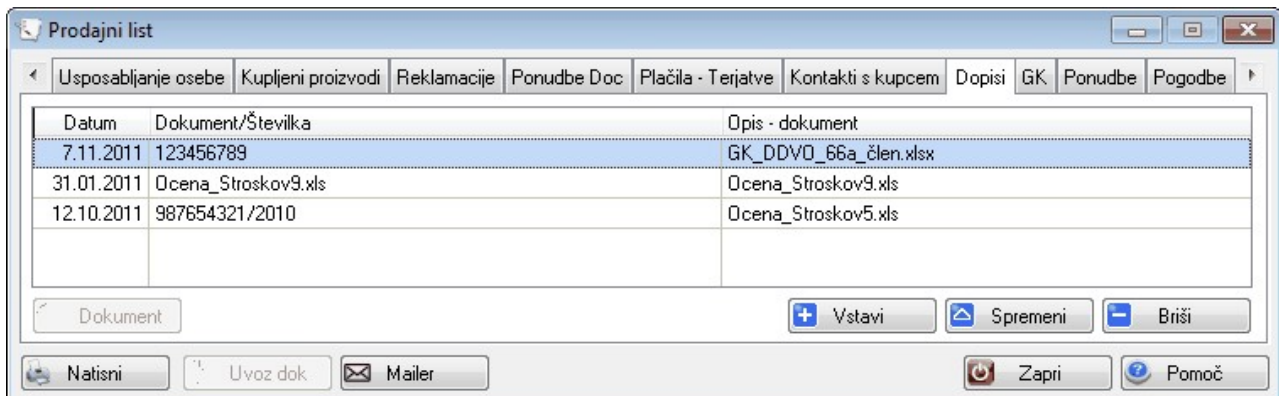 Prodajni list
Usposabljanje osebe Kupljeni proizvodi Reklamacije Ponudbe Doc Plačila - Terjatve Kontakti s kupcem Dopisi GK Ponudbe Pogodbe
Datum Dokument/Številka Opis - dokument
7.11.2011 123456789 GK_DDVO_66a_člen.xlsx
31.01.2011 Ocena_Stroskov9.xls Ocena_Stroskov9.xls
12.10.2011 987654321/2010 Ocena_Stroskov5.xls
Dokument Vstavi Spremeni Briši
Natisni Uvoz dok Mailer Zapri Pomoč